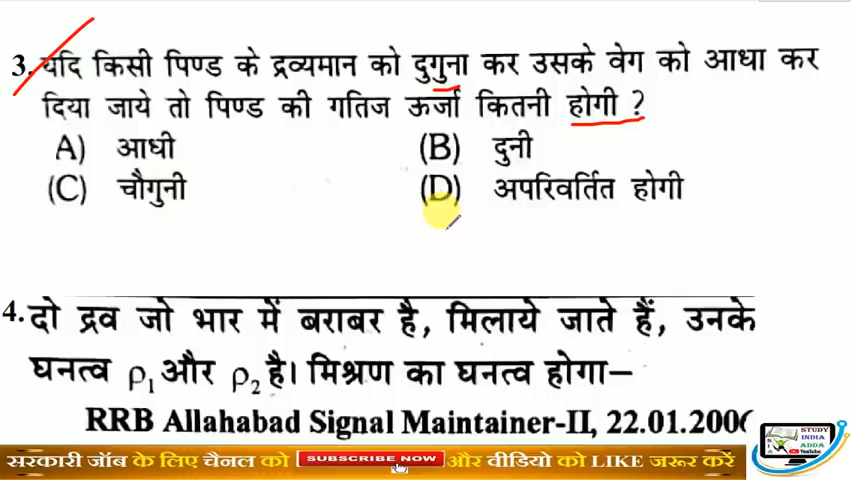 3. यदि किसी पिण्ड के द्रव्यमान को दुगुना कर उसके वेग को आधा कर
दिया जाये तो पिण्ड की गतिज ऊर्जा कितनी होगी ?
A) आधी (B) दुनी
(C) चौगुनी (D) अपरिवर्तित होगी
4. दो द्रव जो भार में बराबर है, मिलाये जाते हैं, उनके
घनत्व ρ₁ और ρ₂ है। मिश्रण का घनत्व होगा–
RRB Allahabad Signal Maintainer-II, 22.01.2006
सरकारी जॉब के लिए चैनल को SUBSCRIBE NOW और वीडियो को LIKE जरूर करें
STUDY
INDIA
ADDA
YouTube